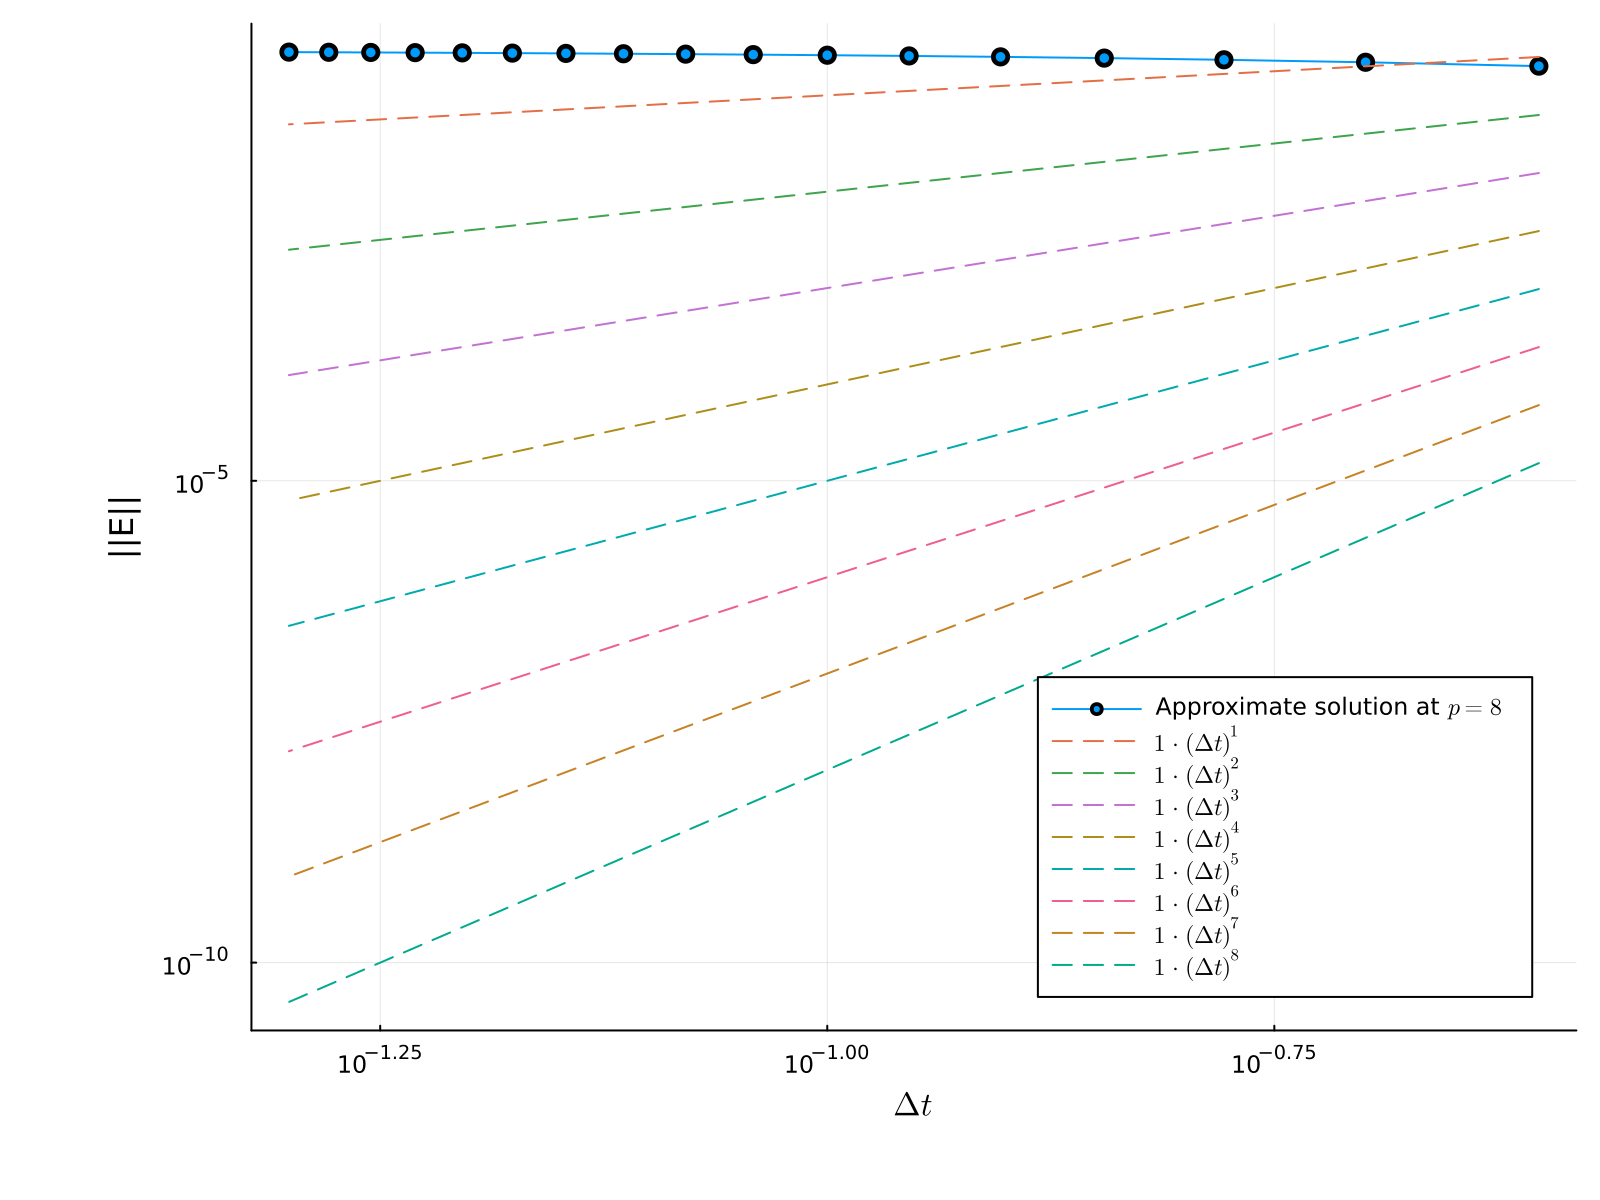 ||E||
10⁻⁵
10⁻¹⁰
10⁻¹·²⁵
10⁻¹·⁰⁰
10⁻⁰·⁷⁵
Δt
Approximate solution at p = 8
1 · (Δt)¹
1 · (Δt)²
1 · (Δt)³
1 · (Δt)⁴
1 · (Δt)⁵
1 · (Δt)⁶
1 · (Δt)⁷
1 · (Δt)⁸